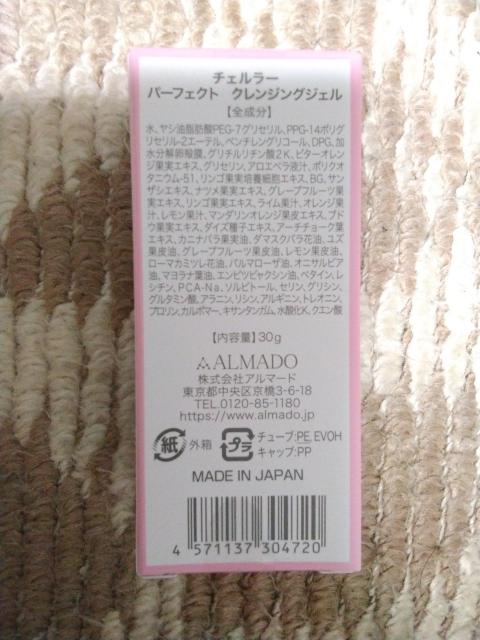 チェルラー
パーフェクト クレンジングジェル
【全成分】
水、ヤシ油脂肪酸PEG-7グリセリル、PPG-14ポリグ
リセリル-2エーテル、ペンチレングリコール、DPG、加
水分解卵殻膜、グリチルリチン酸2K、ビターオレン
ジ果実エキス、グリセリン、アロエベラ液汁、ポリクオ
タニウム-51、リンゴ果実培養細胞エキス、BG、サン
ザシエキス、ナツメ果実エキス、グレープフルーツ果
実エキス、リンゴ果実エキス、ライム果汁、オレンジ果
汁、レモン果汁、マンダリンオレンジ果皮エキス、ブド
ウ果実エキス、ダイズ種子エキス、アーチチョーク葉
エキス、カニナバラ果実油、ダマスクバラ花油、ユズ
果皮油、グレープフルーツ果皮油、レモン果皮油、
ローマカミツレ花油、パルマローザ油、オニサルビア
油、マヨラナ葉油、エンピツビャクシン油、ベタイン、レ
シチン、PCA-Na、ソルビトール、セリン、グリシン、
グルタミン酸、アラニン、リシン、アルギニン、トレオニン、
プロリン、カルボマー、キサンタンガム、水酸化K、クエン酸
【内容量】30g
ALMADO
株式会社アルマード
東京都中央区京橋3-6-18
TEL.0120-85-1180
https://www.almado.jp
紙 外箱 プラ チューブ:PE, EVOH
キャップ:PP
MADE IN JAPAN
4 571137 304720